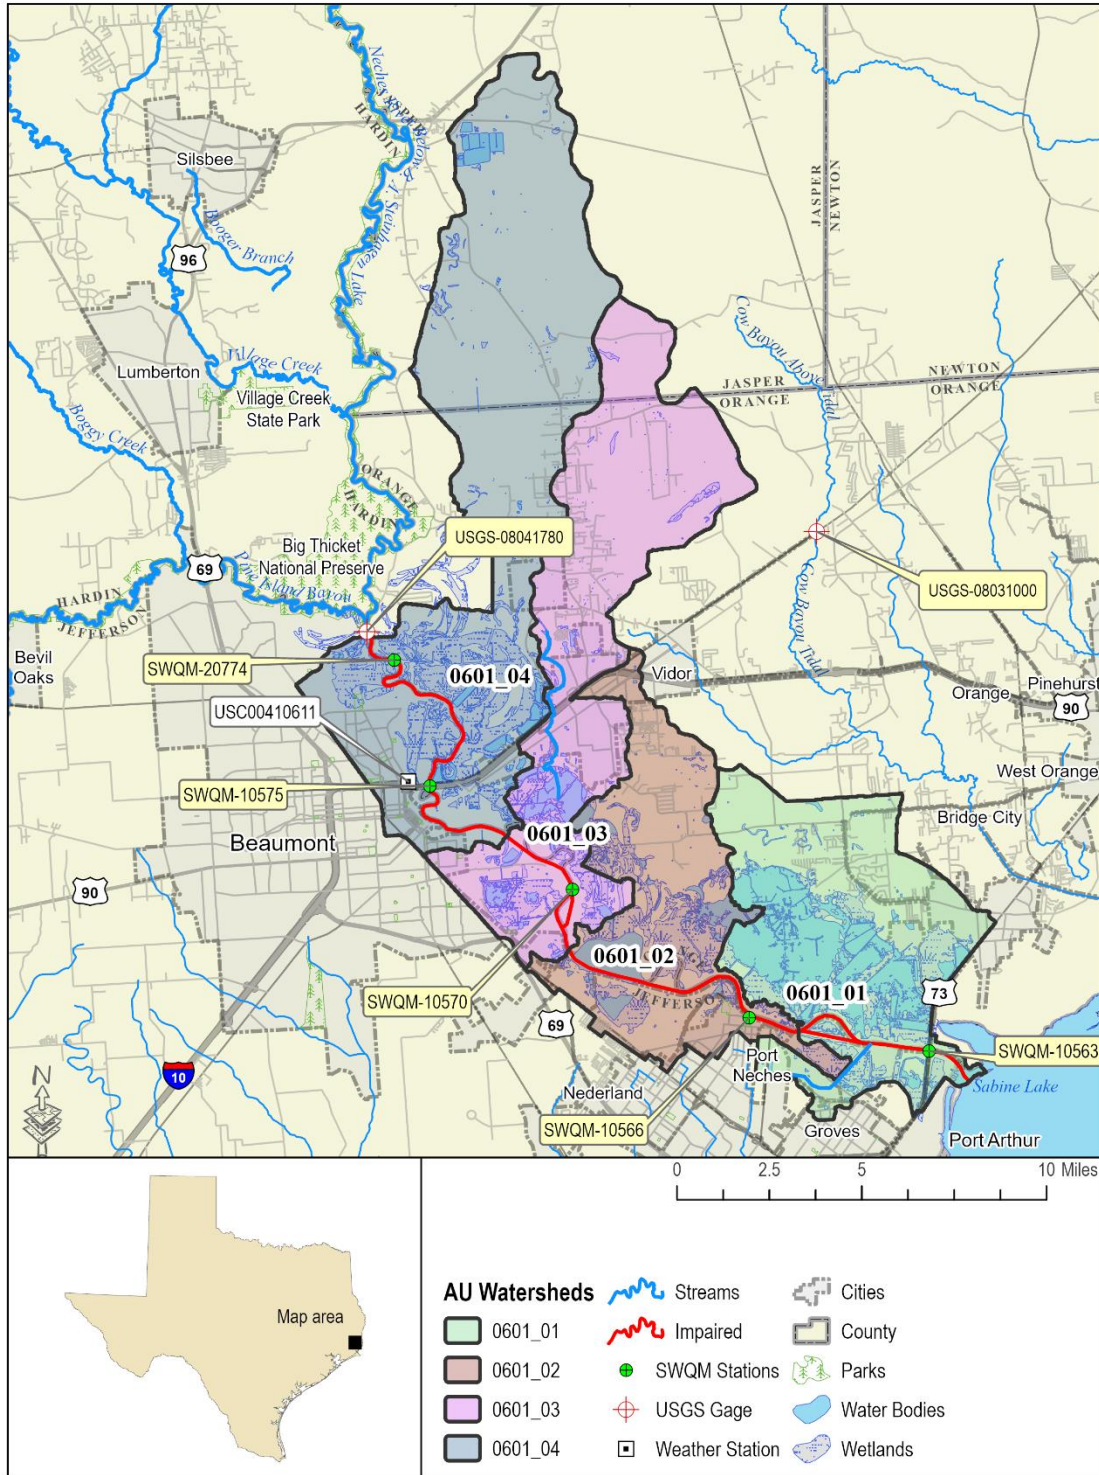 Neches River Below B. A. Steinhagen Lake
JASPER
HARDIN
Silsbee
Booger Branch
96
JASPER
NEWTON
Cow Bayou Above Tidal
Village Creek
Lumberton
Village Creek
State Park
JASPER
ORANGE
NEWTON
ORANGE
Boggy Creek
ORANGE
HARDIN
USGS-08041780
Big Thicket
National Preserve
69
Pine Island Bayou
USGS-08031000
HARDIN
JEFFERSON
Cow Bayou Tidal
Bevil
Oaks
SWQM-20774
0601_04
Vidor
Orange
Pinehurst
90
USC00410611
West Orange
SWQM-10575
Bridge City
Beaumont
0601_03
90
0601_02
0601_01
73
JEFFERSON
SWQM-10570
69
SWQM-10563
Port
Neches
10
Nederland
Sabine Lake
N
SWQM-10566
Groves
Port Arthur
0 2.5 5 10 Miles
Map area
AU Watersheds
0601_01
0601_02
0601_03
0601_04
Streams
Impaired
SWQM Stations
USGS Gage
Weather Station
Cities
County
Parks
Water Bodies
Wetlands